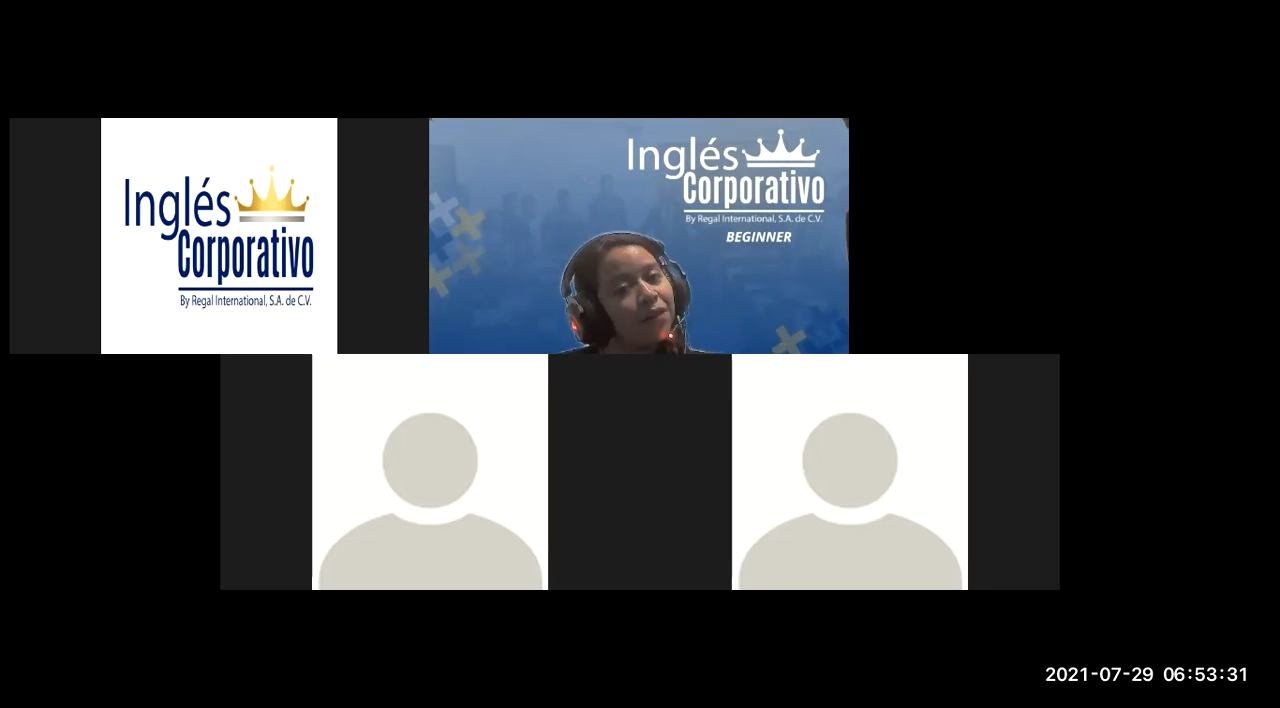 Inglés
Corporativo
By Regal International, S.A. de C.V.
Inglés
Corporativo
By Regal International, S.A. de C.V.
BEGINNER
2021-07-29 06:53:31